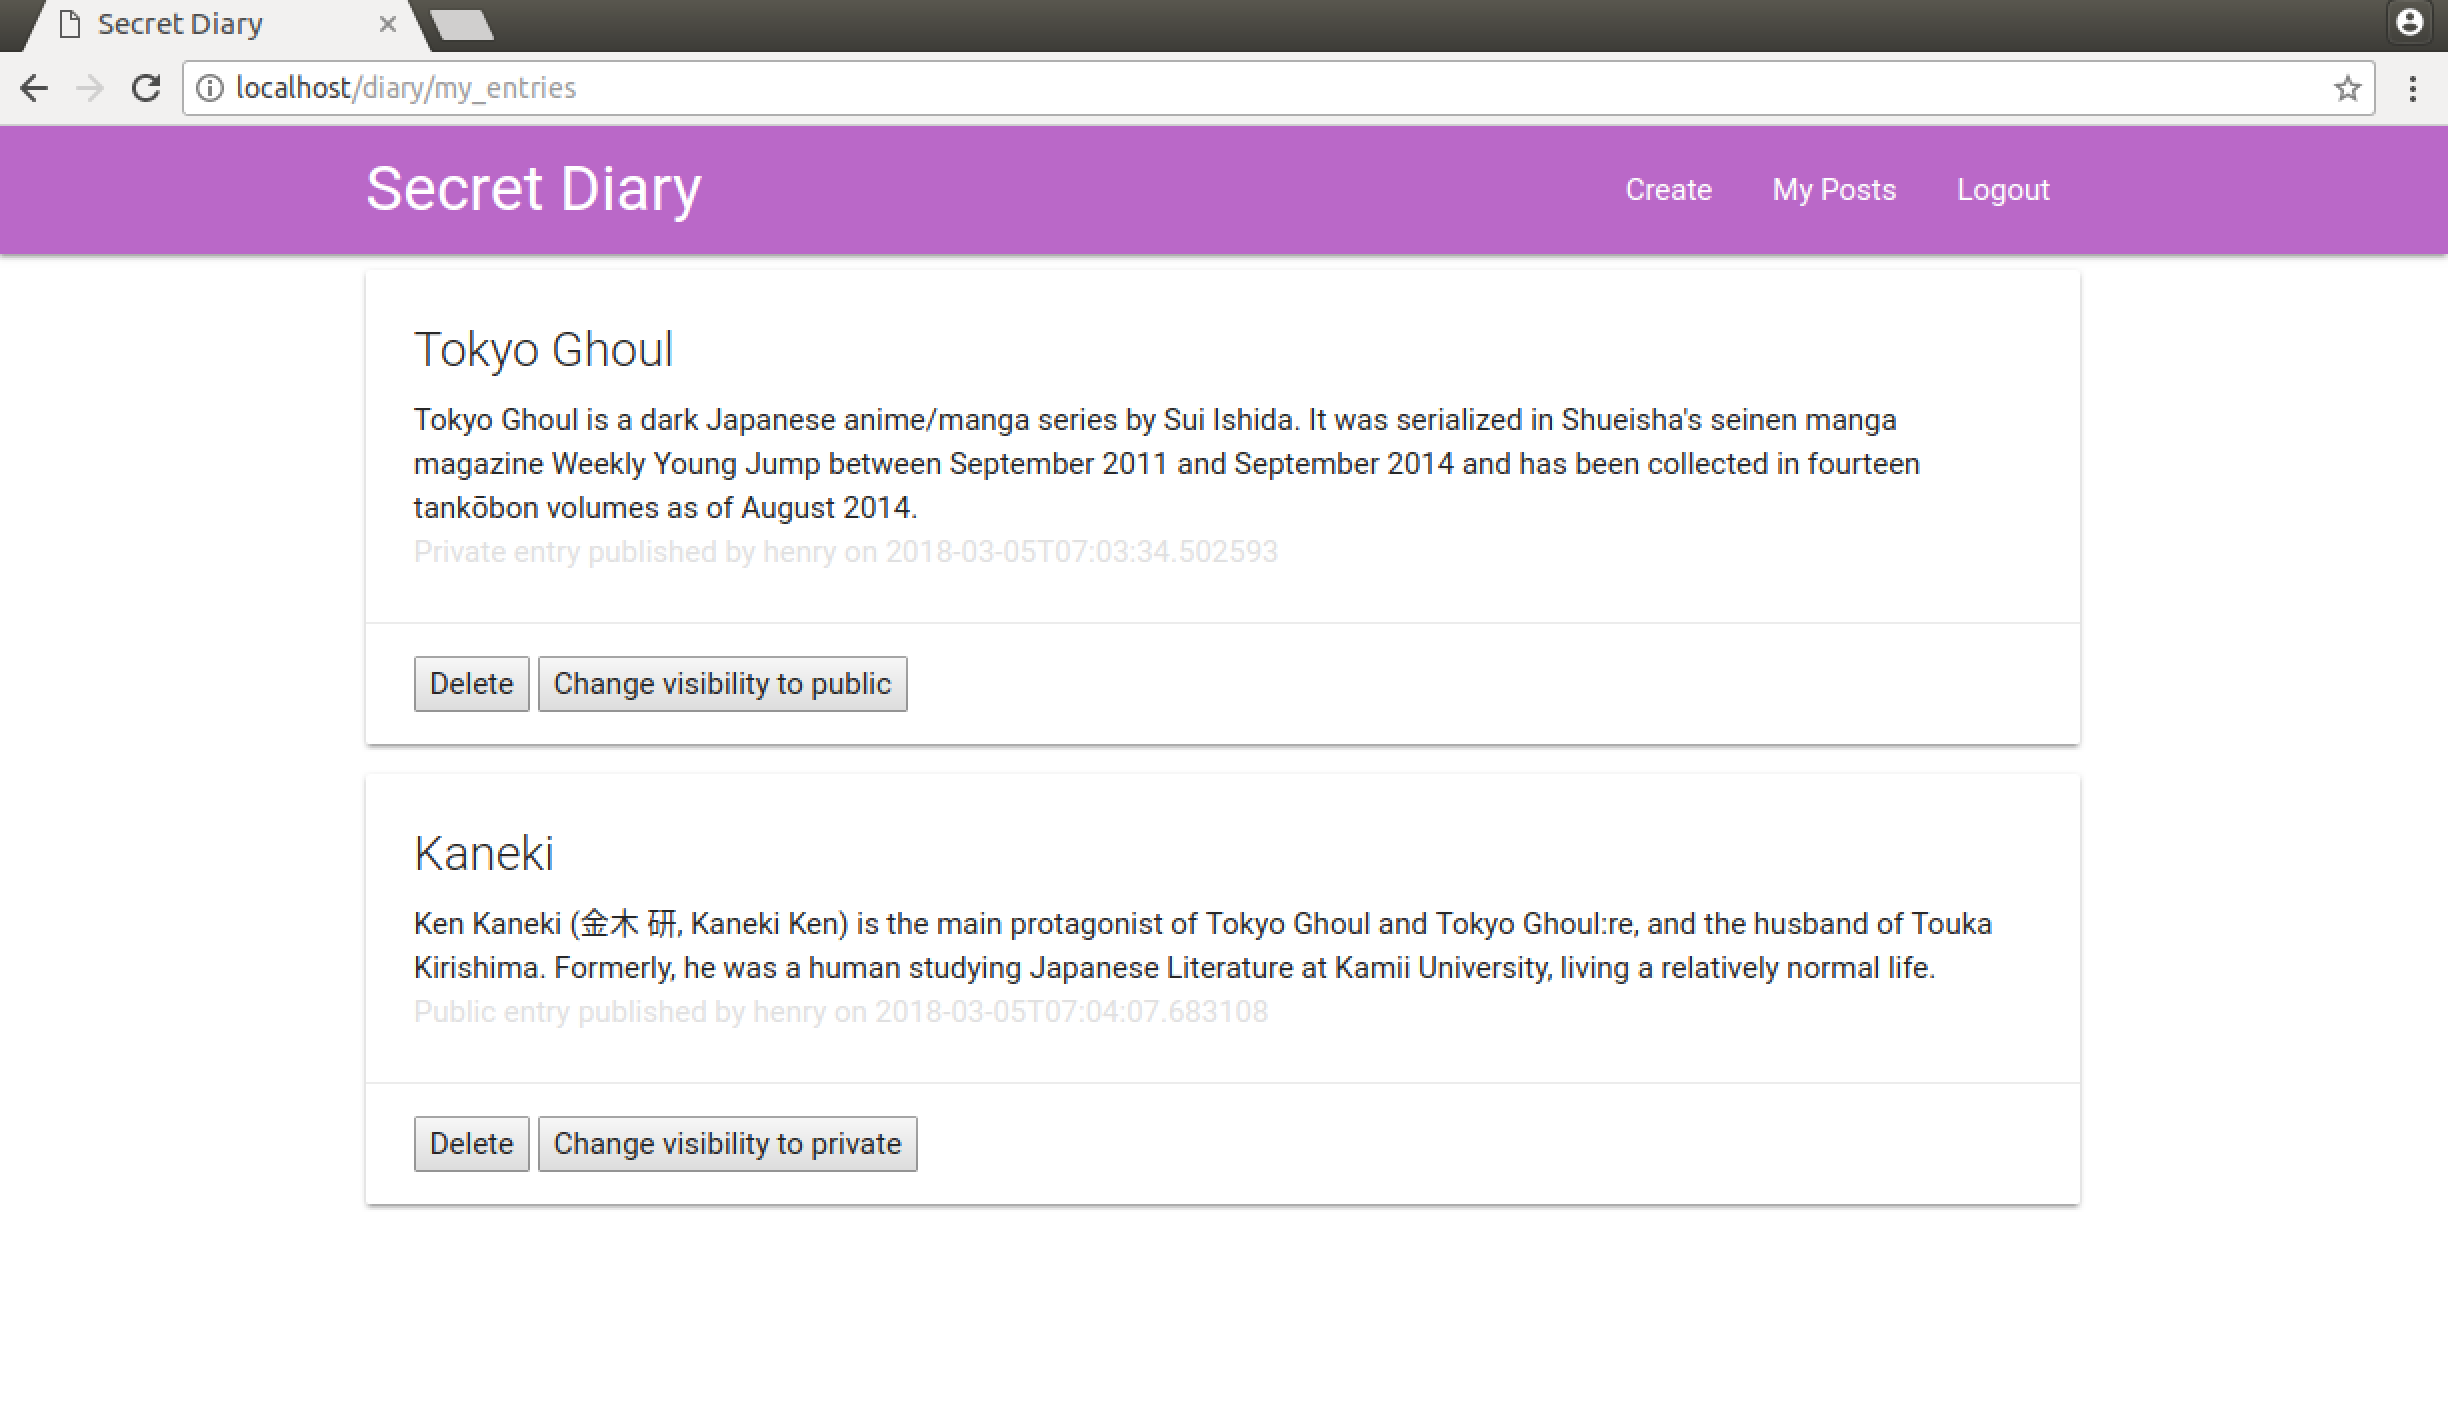 Secret Diary
localhost/diary/my_entries
Secret Diary
Create My Posts Logout
Tokyo Ghoul
Tokyo Ghoul is a dark Japanese anime/manga series by Sui Ishida. It was serialized in Shueisha's seinen manga
magazine Weekly Young Jump between September 2011 and September 2014 and has been collected in fourteen
tankōbon volumes as of August 2014.
Private entry published by henry on 2018-03-05T07:03:34.502593
Delete Change visibility to public
Kaneki
Ken Kaneki (金木 研, Kaneki Ken) is the main protagonist of Tokyo Ghoul and Tokyo Ghoul:re, and the husband of Touka
Kirishima. Formerly, he was a human studying Japanese Literature at Kamii University, living a relatively normal life.
Public entry published by henry on 2018-03-05T07:04:07.683108
Delete Change visibility to private